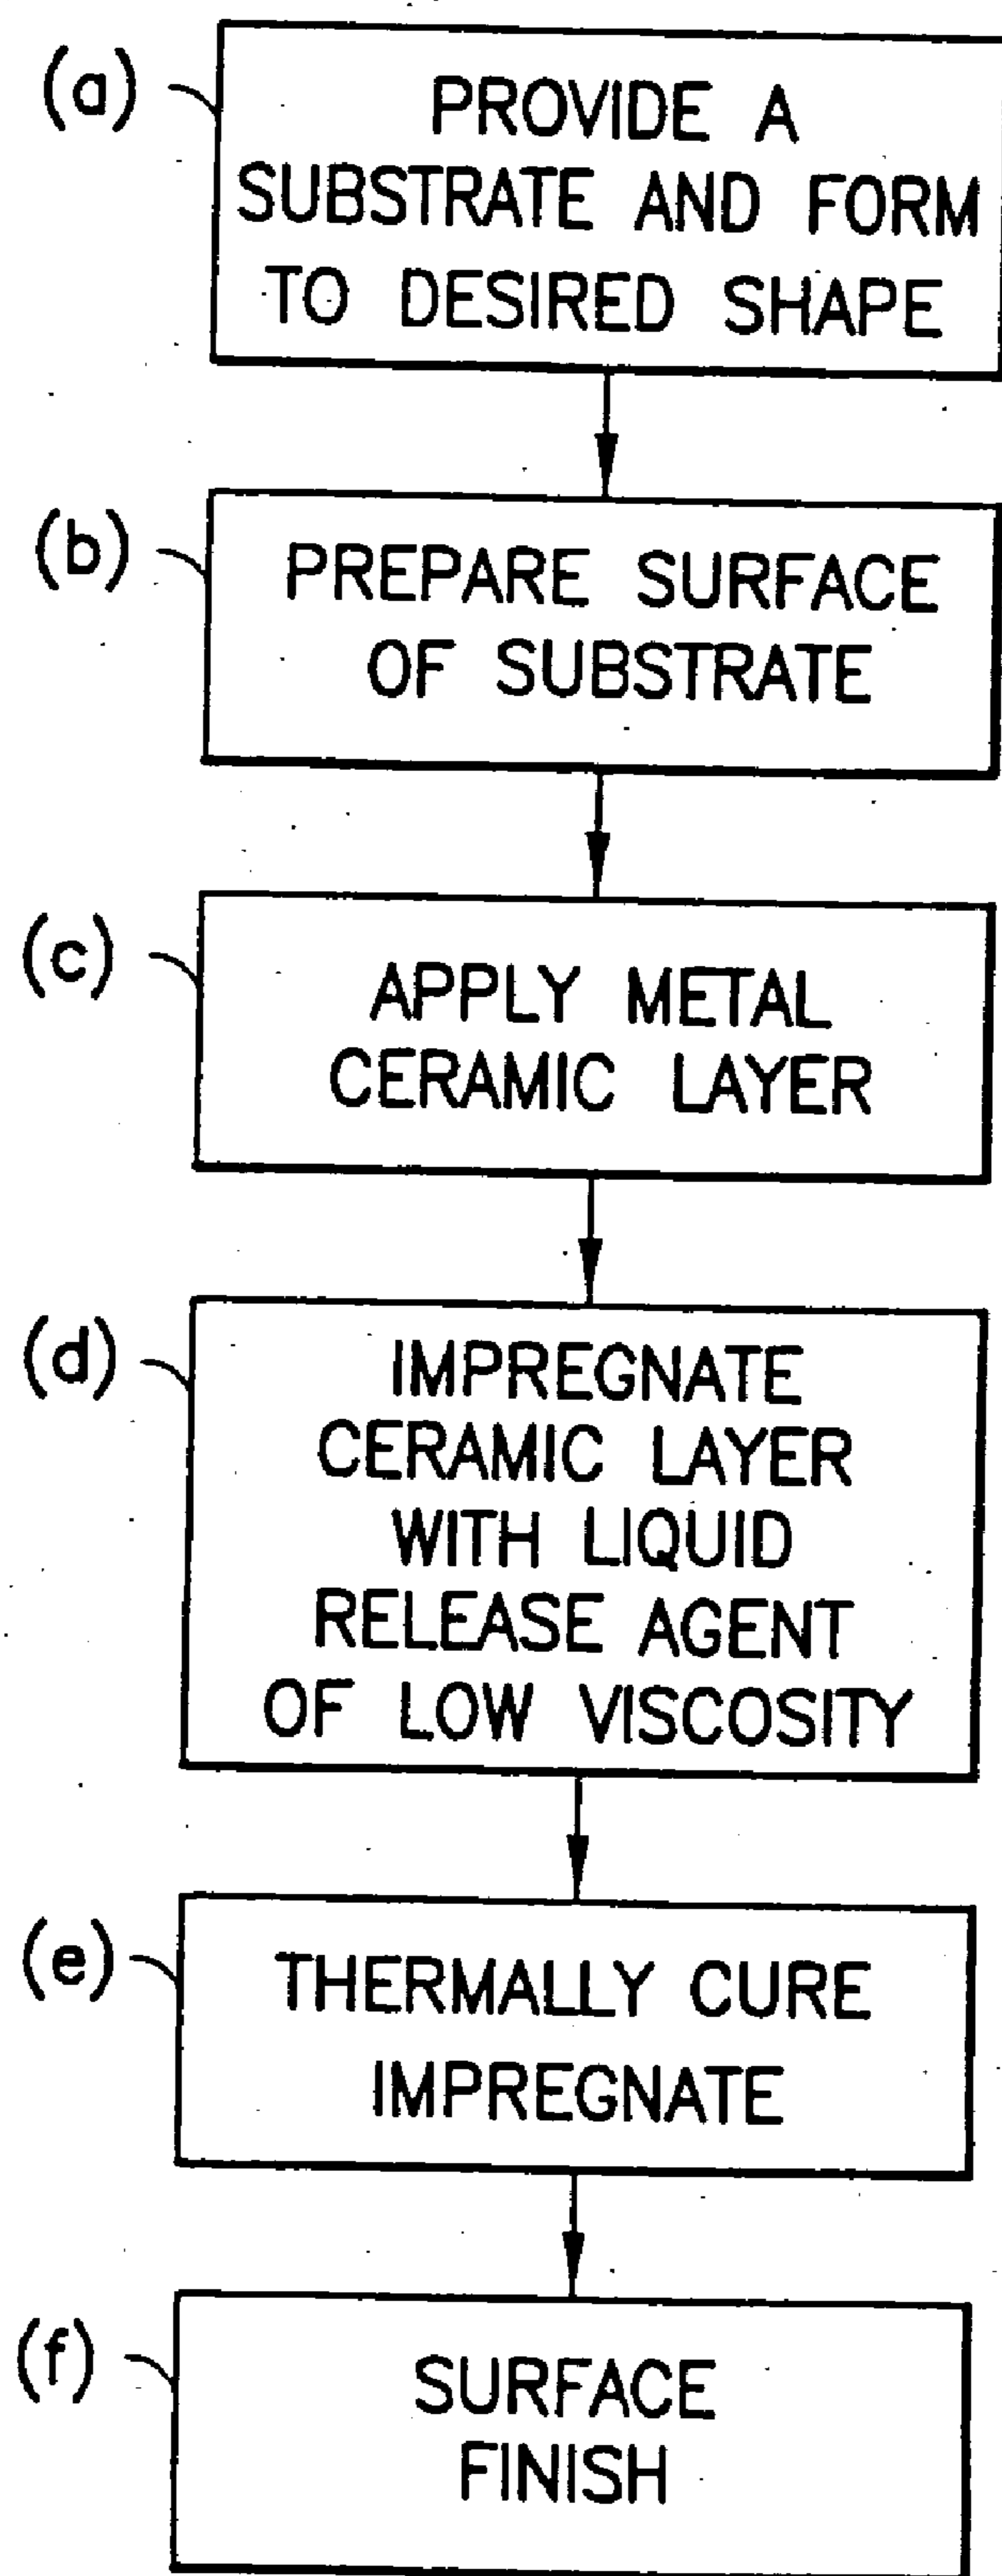 (a)
PROVIDE A
SUBSTRATE AND FORM
TO DESIRED SHAPE
(b)
PREPARE SURFACE
OF SUBSTRATE
(c)
APPLY METAL
CERAMIC LAYER
(d)
IMPREGNATE
CERAMIC LAYER
WITH LIQUID
RELEASE AGENT
OF LOW VISCOSITY
(e)
THERMALLY CURE
IMPREGNATE
(f)
SURFACE
FINISH